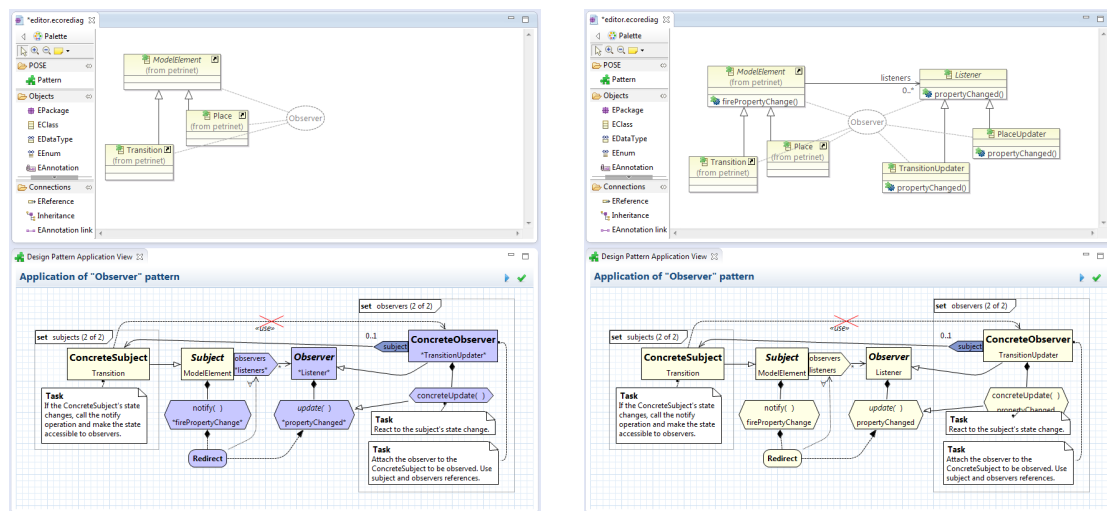 *editor.ecorediag
Palette
POSE
Pattern
Objects
EPackage
EClass
EDataType
EEnum
EAnnotation
Connections
EReference
Inheritance
EAnnotation link
ModelElement
(from petrinet)
Place
(from petrinet)
Transition
(from petrinet)
Observer
Design Pattern Application View
Application of "Observer" pattern
set observers (2 of 2)
«use»
set subjects (2 of 2)
0..1
subject
ConcreteSubject
Transition
Subject
ModelElement
observers
"listeners"
*
Observer
"Listener"
ConcreteObserver
"TransitionUpdater"
Task
If the ConcreteSubject's state
changes, call the notify
operation and make the state
accessible to observers.
notify( )
"firePropertyChange"
update( )
"propertyChanged"
concreteUpdate( )
Redirect
Task
React to the subject's state change.
Task
Attach the observer to the
ConcreteSubject to be observed. Use
subject and observers references.
*editor.ecorediag
Palette
POSE
Pattern
Objects
EPackage
EClass
EDataType
EEnum
EAnnotation
Connections
EReference
Inheritance
EAnnotation link
ModelElement
(from petrinet)
firePropertyChange()
listeners
0..*
Listener
propertyChanged()
Observer
Place
(from petrinet)
Transition
(from petrinet)
PlaceUpdater
propertyChanged()
TransitionUpdater
propertyChanged()
Design Pattern Application View
Application of "Observer" pattern
set observers (2 of 2)
«use»
set subjects (2 of 2)
0..1
subject
ConcreteSubject
Transition
Subject
ModelElement
observers
listeners
*
Observer
Listener
ConcreteObserver
TransitionUpdater
Task
If the ConcreteSubject's state
changes, call the notify
operation and make the state
accessible to observers.
notify( )
firePropertyChange
update( )
propertyChanged
concreteUpdate( )
propertyChanged
Redirect
Task
React to the subject's state change.
Task
Attach the observer to the
ConcreteSubject to be observed. Use
subject and observers references.